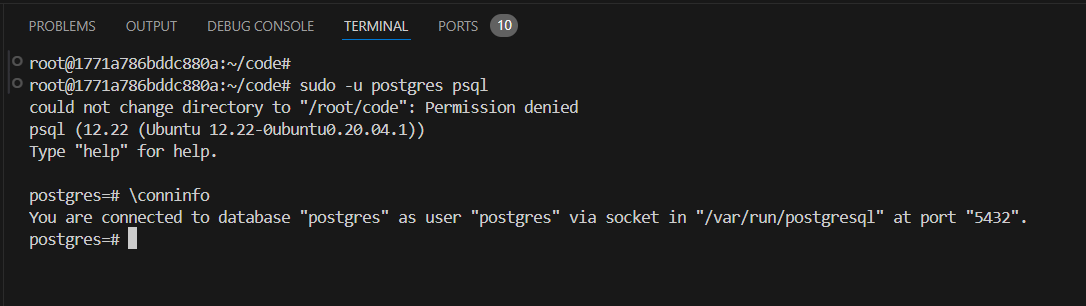 PROBLEMS OUTPUT DEBUG CONSOLE TERMINAL PORTS 10
root@1771a786bddc880a:~/code#
root@1771a786bddc880a:~/code# sudo -u postgres psql
could not change directory to "/root/code": Permission denied
psql (12.22 (Ubuntu 12.22-0ubuntu0.20.04.1))
Type "help" for help.
postgres=# \conninfo
You are connected to database "postgres" as user "postgres" via socket in "/var/run/postgresql" at port "5432".
postgres=#